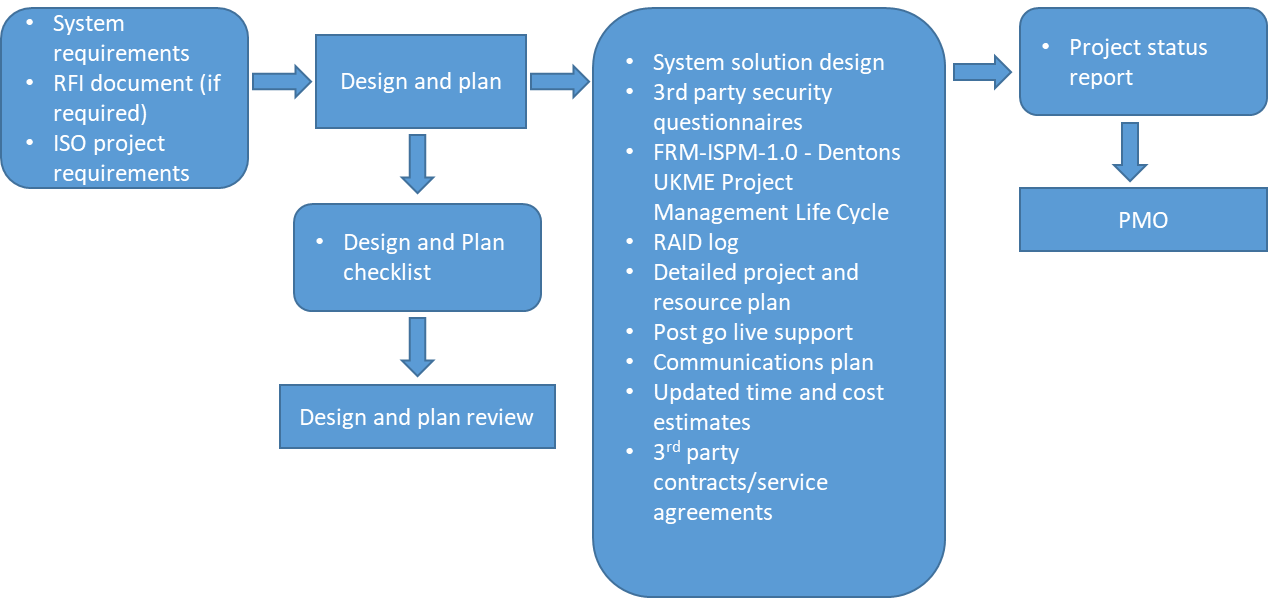 • System
requirements
• RFI document (if
required)
• ISO project
requirements
Design and plan
• Design and Plan
checklist
Design and plan review
• System solution design
• 3rd party security
questionnaires
• FRM-ISPM-1.0 - Dentons
UKME Project
Management Life Cycle
• RAID log
• Detailed project and
resource plan
• Post go live support
• Communications plan
• Updated time and cost
estimates
• 3rd party
contracts/service
agreements
• Project status
report
PMO